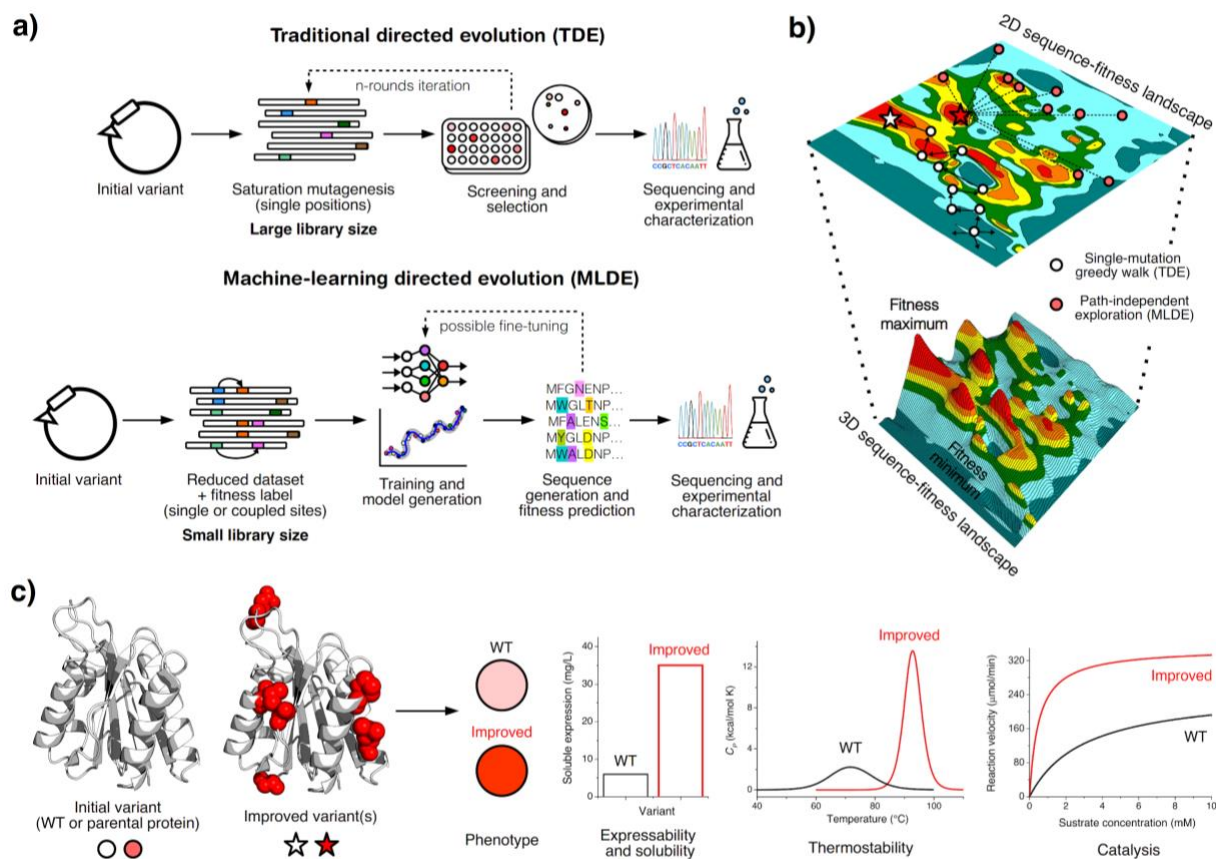 a)
Traditional directed evolution (TDE)
n-rounds iteration
Initial variant
Saturation mutagenesis
(single positions)
Large library size
Screening and
selection
CCGCTCACAATT
Sequencing and
experimental
characterization
Machine-learning directed evolution (MLDE)
possible fine-tuning
Initial variant
Reduced dataset
+ fitness label
(single or coupled sites)
Small library size
Training and
model generation
MFGNENP...
MWGLTNP...
MFALENS...
MYGLDNP...
MWALDNP...
Sequence
generation and
fitness prediction
CCGCTCACAATT
Sequencing and
experimental
characterization
b)
2D sequence-fitness landscape
Single-mutation
greedy walk (TDE)
Path-independent
exploration (MLDE)
Fitness
maximum
Fitness
minimum
3D sequence-fitness landscape
c)
Initial variant
(WT or parental protein)
Improved variant(s)
WT
Improved
Phenotype
Soluble expression (mg/L)
40
30
20
10
0
WT
Improved
Variant
Expressability
and solubility
Cp (kcal/mol K)
12
8
4
0
WT
Improved
40
60
80
100
Temperature (°C)
Thermostability
Reaction velocity (μmol/min)
320
240
160
80
0
Improved
WT
0
2
4
6
8
10
Sustrate concentration (mM)
Catalysis